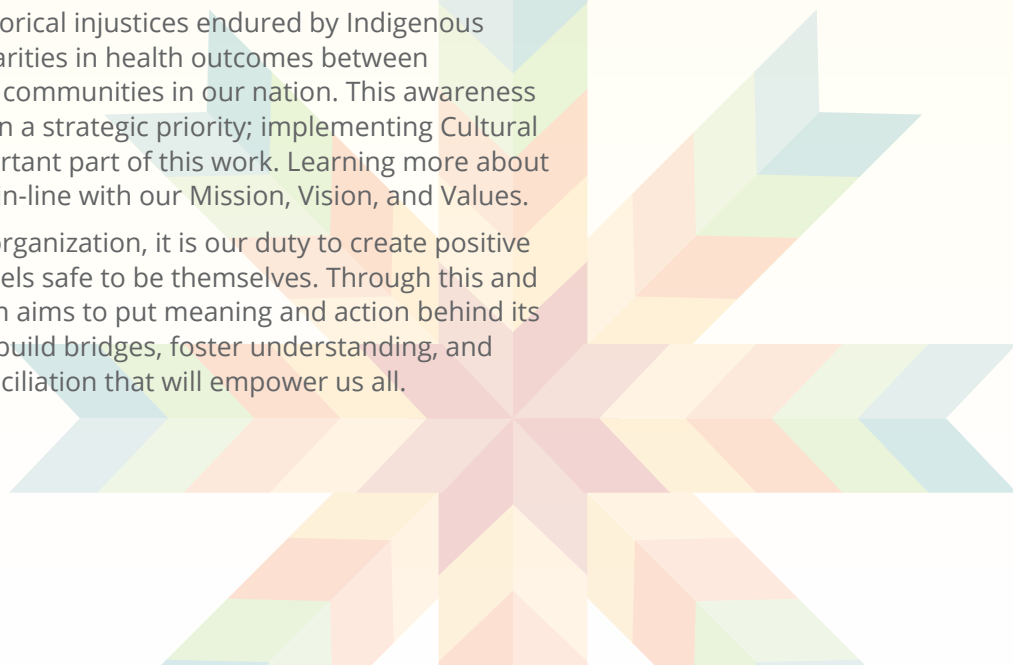 orical injustices endured by Indigenous
arities in health outcomes between
communities in our nation. This awareness
n a strategic priority; implementing Cultural
rtant part of this work. Learning more about
in-line with our Mission, Vision, and Values.
organization, it is our duty to create positive
els safe to be themselves. Through this and
n aims to put meaning and action behind its
build bridges, foster understanding, and
ciliation that will empower us all.